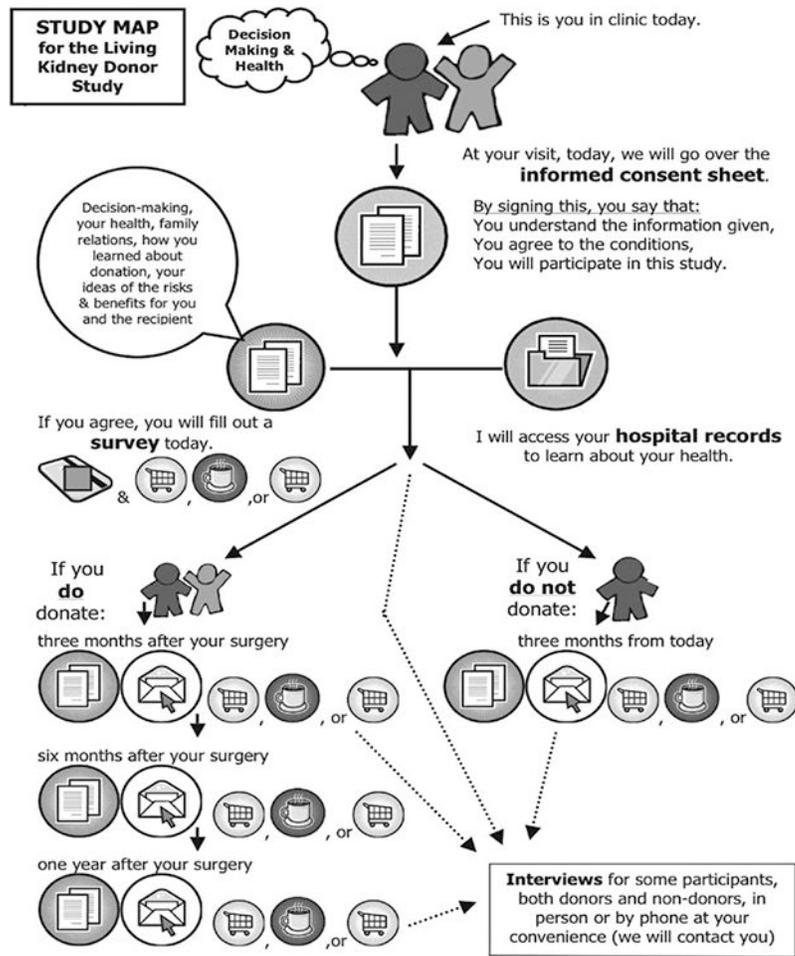 STUDY MAP
for the Living
Kidney Donor
Study
Decision
Making &
Health
This is you in clinic today.
At your visit, today, we will go over the
informed consent sheet.
By signing this, you say that:
You understand the information given,
You agree to the conditions,
You will participate in this study.
Decision-making,
your health, family
relations, how you
learned about
donation, your
ideas of the risks
& benefits for you
and the recipient
If you agree, you will fill out a
survey today.
& , ,or
I will access your hospital records
to learn about your health.
If you
do
donate:
three months after your surgery
, , or
six months after your surgery
, , or
one year after your surgery
, ,or
If you
do not
donate:
three months from today
, , or
Interviews for some participants,
both donors and non-donors, in
person or by phone at your
convenience (we will contact you)